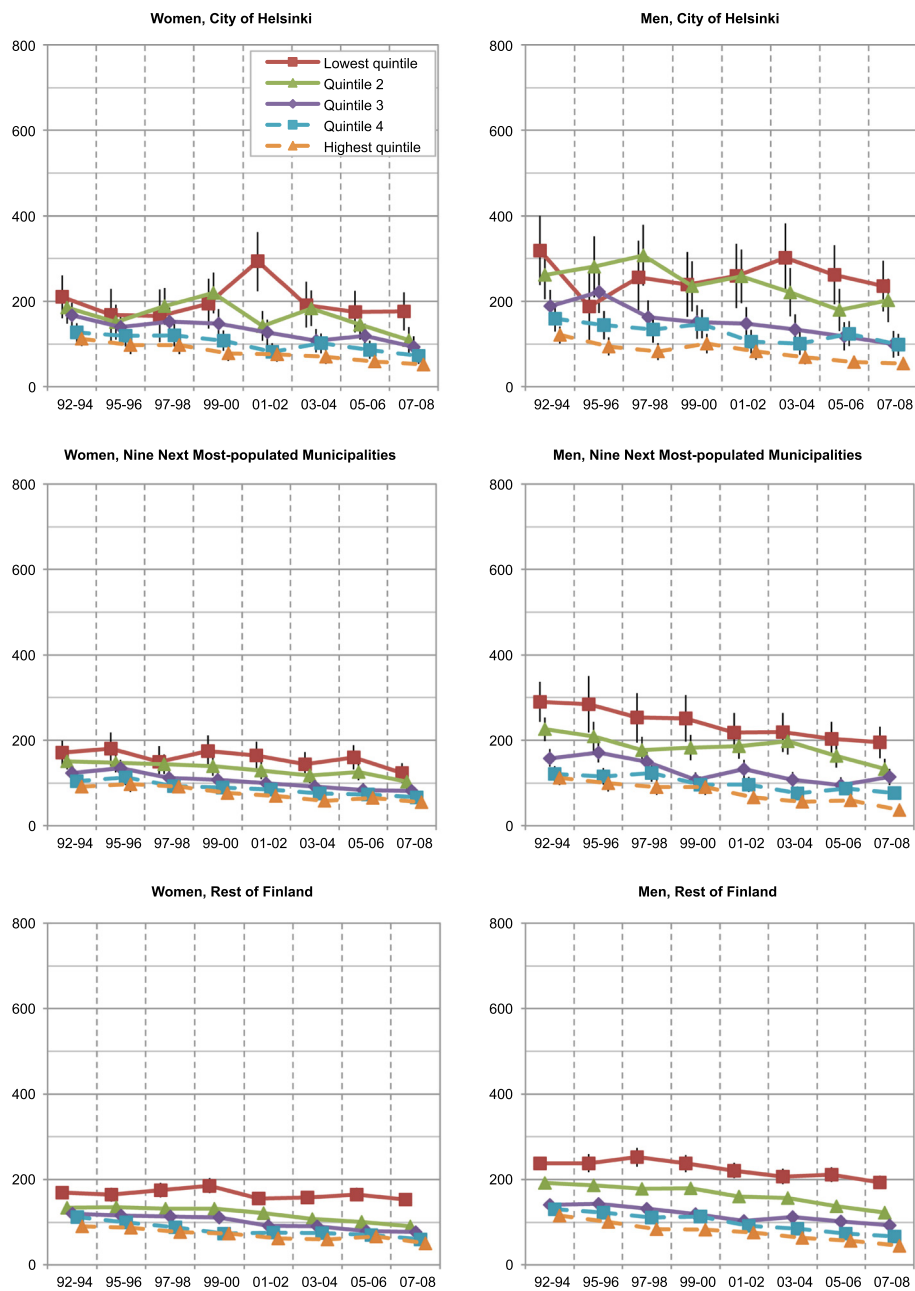 Women, City of Helsinki
800
600
400
200
0
Lowest quintile
Quintile 2
Quintile 3
Quintile 4
Highest quintile
92-94 95-96 97-98 99-00 01-02 03-04 05-06 07-08
Men, City of Helsinki
800
600
400
200
0
92-94 95-96 97-98 99-00 01-02 03-04 05-06 07-08
Women, Nine Next Most-populated Municipalities
800
600
400
200
0
92-94 95-96 97-98 99-00 01-02 03-04 05-06 07-08
Men, Nine Next Most-populated Municipalities
800
600
400
200
0
92-94 95-96 97-98 99-00 01-02 03-04 05-06 07-08
Women, Rest of Finland
800
600
400
200
0
92-94 95-96 97-98 99-00 01-02 03-04 05-06 07-08
Men, Rest of Finland
800
600
400
200
0
92-94 95-96 97-98 99-00 01-02 03-04 05-06 07-08